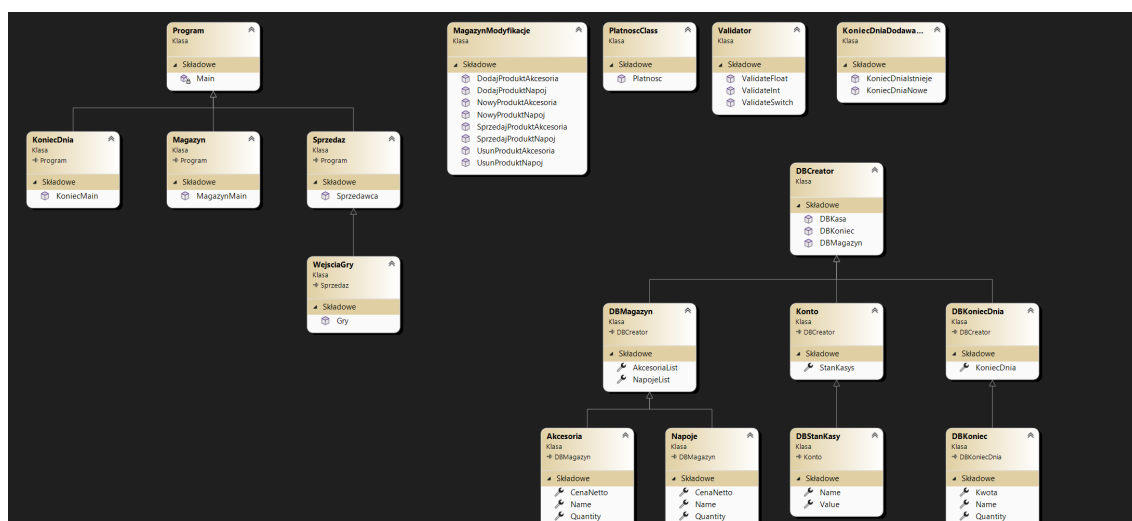 Program
Klasa
Składowe
Main
KoniecDnia
Klasa
Program
Składowe
KoniecMain
Magazyn
Klasa
Program
Składowe
MagazynMain
Sprzedaz
Klasa
Program
Składowe
Sprzedawca
WejsciaGry
Klasa
Sprzedaz
Składowe
Gry
MagazynModyfikacje
Klasa
Składowe
DodajProduktAkcesoria
DodajProduktNapoj
NowyProduktAkcesoria
NowyProduktNapoj
SprzedajProduktAkcesoria
SprzedajProduktNapoj
UsunProduktAkcesoria
UsunProduktNapoj
PlatnoscClass
Klasa
Składowe
Platnosc
Validator
Klasa
Składowe
ValidateFloat
ValidateInt
ValidateSwitch
KoniecDniaDodawa...
Klasa
Składowe
KoniecDniaIstnieje
KoniecDniaNowe
DBCreator
Klasa
Składowe
DBKasa
DBKoniec
DBMagazyn
DBMagazyn
Klasa
DBCreator
Składowe
AkcesoriaList
NapojeList
Konto
Klasa
DBCreator
Składowe
StanKasys
DBKoniecDnia
Klasa
DBCreator
Składowe
KoniecDnia
Akcesoria
Klasa
DBMagazyn
Składowe
CenaNetto
Name
Quantity
Napoje
Klasa
DBMagazyn
Składowe
CenaNetto
Name
Quantity
DBStanKasy
Klasa
Konto
Składowe
Name
Value
DBKoniec
Klasa
DBKoniecDnia
Składowe
Kwota
Name
Quantity